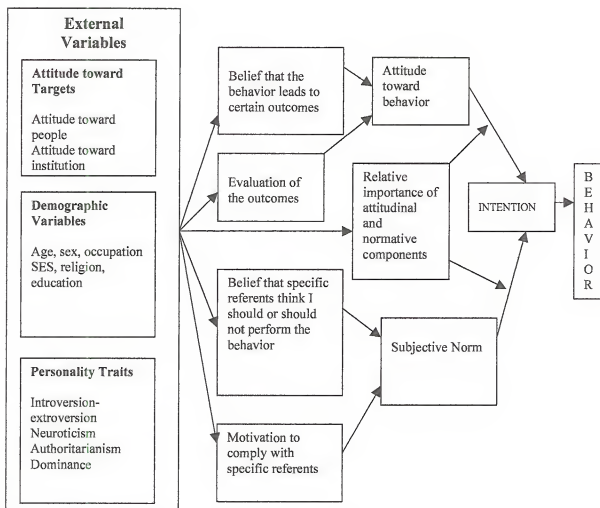 External
Variables
Attitude toward
Targets
Attitude toward
people
Attitude toward
institution
Demographic
Variables
Age, sex, occupation
SES, religion,
education
Personality Traits
Introversion-
extroversion
Neuroticism
Authoritarianism
Dominance
Belief that the
behavior leads to
certain outcomes
Evaluation of
the outcomes
Belief that specific
referents think I
should or should
not perform the
behavior
Motivation to
comply with
specific referents
Attitude
toward
behavior
Relative
importance of
attitudinal
and
normative
components
Subjective Norm
INTENTION
B
E
H
A
V
I
O
R